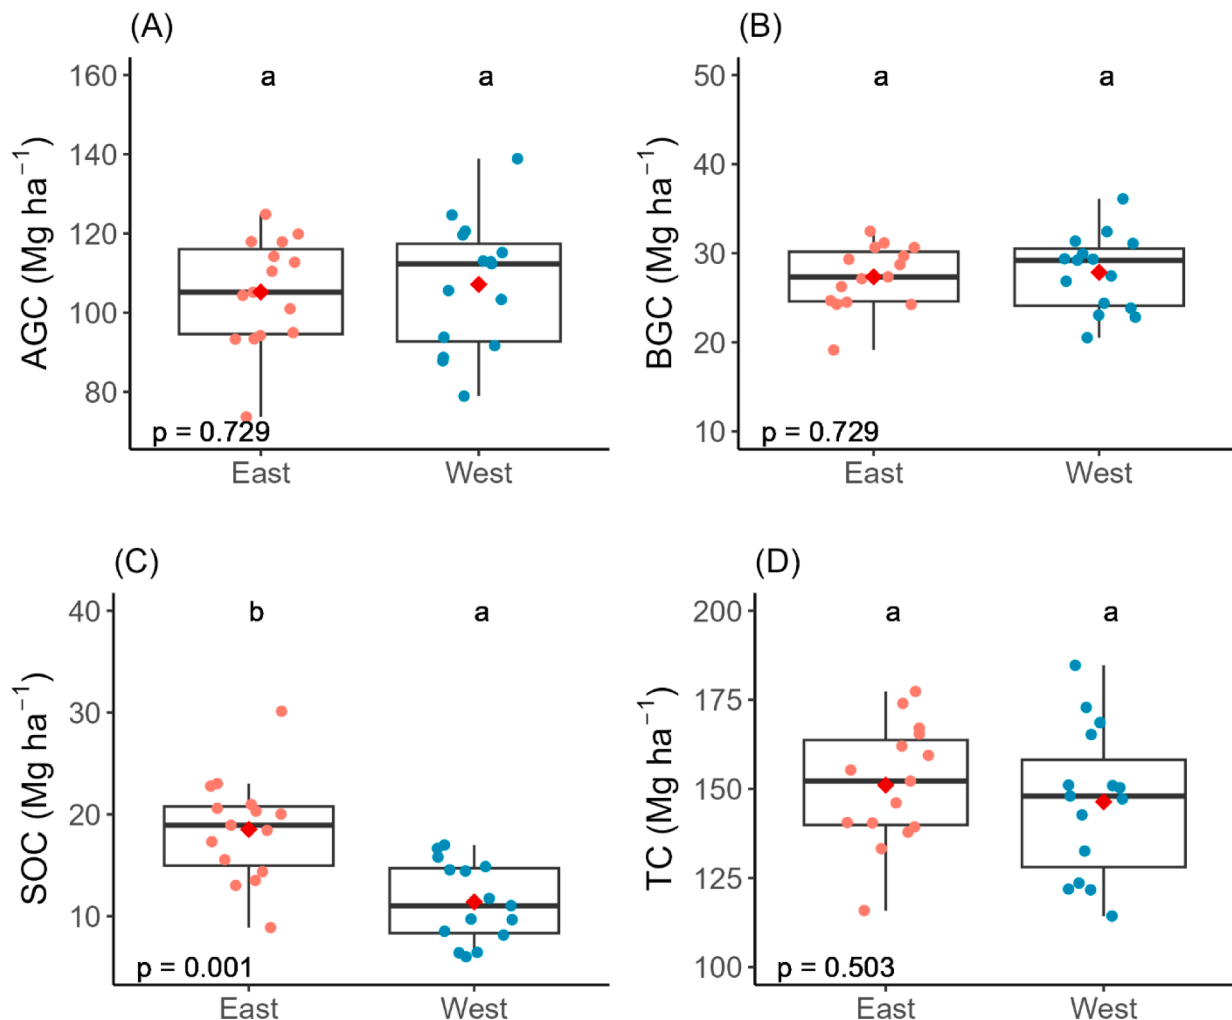 (A)
AGC (Mg ha⁻¹)
160
140
120
100
80
a a
p = 0.729
East West
(B)
BGC (Mg ha⁻¹)
50
40
30
20
10
a a
p = 0.729
East West
(C)
SOC (Mg ha⁻¹)
40
30
20
10
b a
p = 0.001
East West
(D)
TC (Mg ha⁻¹)
200
175
150
125
100
a a
p = 0.503
East West